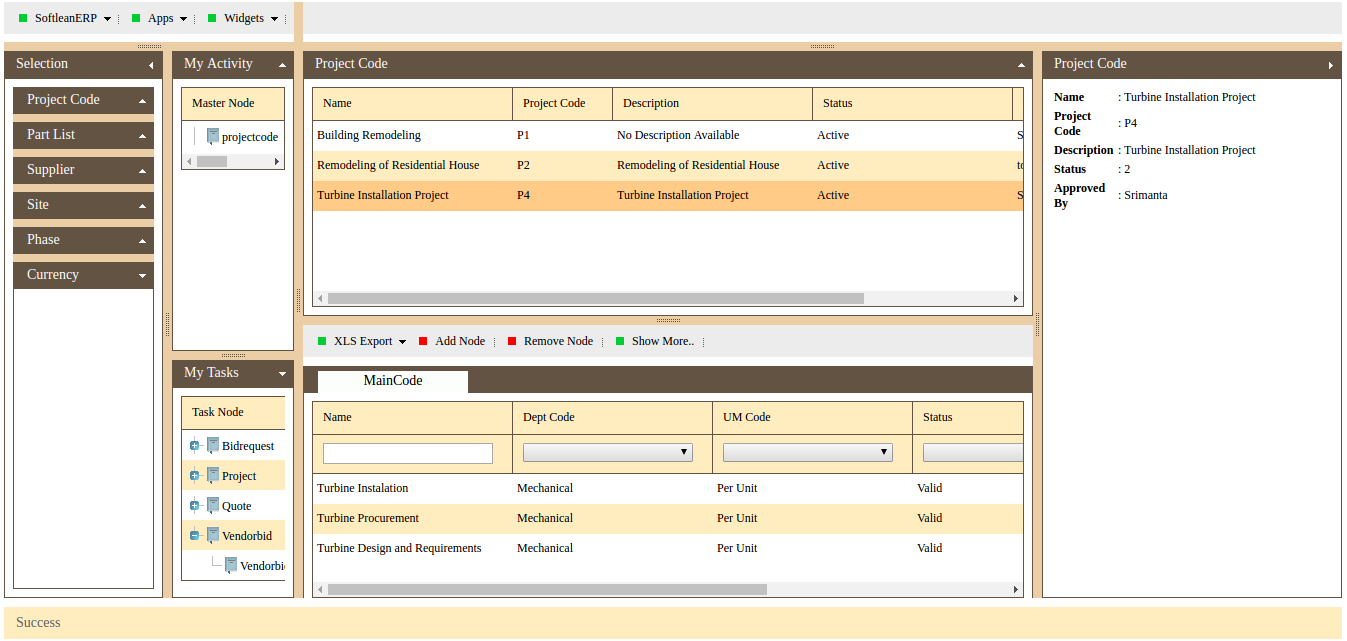 SoftleanERP Apps Widgets
Selection
Project Code
Part List
Supplier
Site
Phase
Currency
My Activity
Master Node
projectcode
My Tasks
Task Node
Bidrequest
Project
Quote
Vendorbid
Project Code
Name Project Code Description Status
Building Remodeling P1 No Description Available Active S
Remodeling of Residential House P2 Remodeling of Residential House Active
Turbine Installation Project P4 Turbine Installation Project Active S
XLS Export Add Node Remove Node Show More..
MainCode
Name Dept Code UM Code Status
Turbine Instalation Mechanical Per Unit Valid
Turbine Procurement Mechanical Per Unit Valid
Turbine Design and Requirements Mechanical Per Unit Valid
Project Code
Name : Turbine Installation Project
Project
Code : P4
Description : Turbine Installation Project
Status : 2
Approved
By : Srimanta
Success